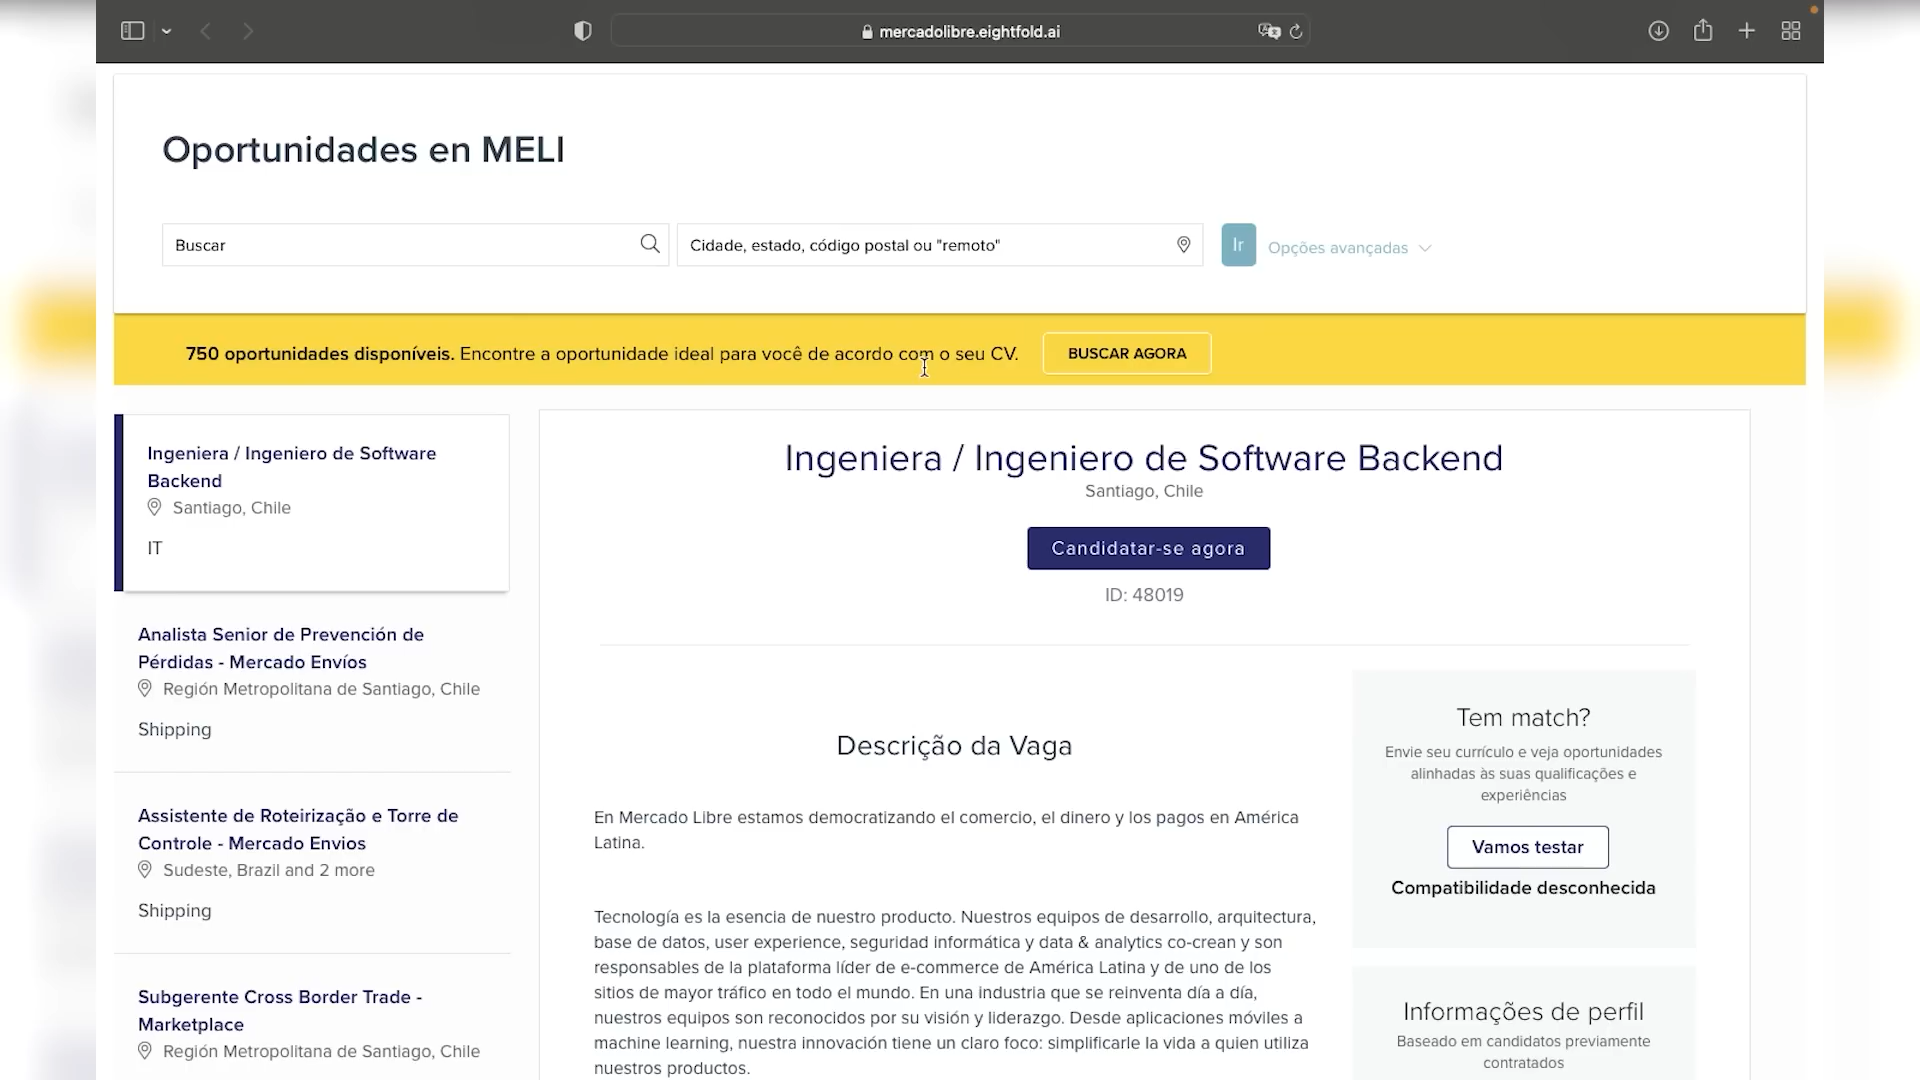 mercadolibre.eightfold.ai
Oportunidades en MELI
Buscar
Cidade, estado, código postal ou "remoto"
Ir
Opções avançadas
750 oportunidades disponíveis. Encontre a oportunidade ideal para você de acordo com o seu CV.
BUSCAR AGORA
Ingeniera / Ingeniero de Software
Backend
Santiago, Chile
IT
Analista Senior de Prevención de
Pérdidas - Mercado Envíos
Región Metropolitana de Santiago, Chile
Shipping
Assistente de Roteirização e Torre de
Controle - Mercado Envios
Sudeste, Brazil and 2 more
Shipping
Subgerente Cross Border Trade -
Marketplace
Región Metropolitana de Santiago, Chile
Ingeniera / Ingeniero de Software Backend
Santiago, Chile
Candidatar-se agora
ID: 48019
Descrição da Vaga
En Mercado Libre estamos democratizando el comercio, el dinero y los pagos en América
Latina.
Tecnología es la esencia de nuestro producto. Nuestros equipos de desarrollo, arquitectura,
base de datos, user experience, seguridad informática y data & analytics co-crean y son
responsables de la plataforma líder de e-commerce de América Latina y de uno de los
sitios de mayor tráfico en todo el mundo. En una industria que se reinventa día a día,
nuestros equipos son reconocidos por su visión y liderazgo. Desde aplicaciones móviles a
machine learning, nuestra innovación tiene un claro foco: simplificarle la vida a quien utiliza
nuestros productos.
Tem match?
Envie seu currículo e veja oportunidades
alinhadas às suas qualificações e
experiências
Vamos testar
Compatibilidade desconhecida
Informações de perfil
Baseado em candidatos previamente
contratados